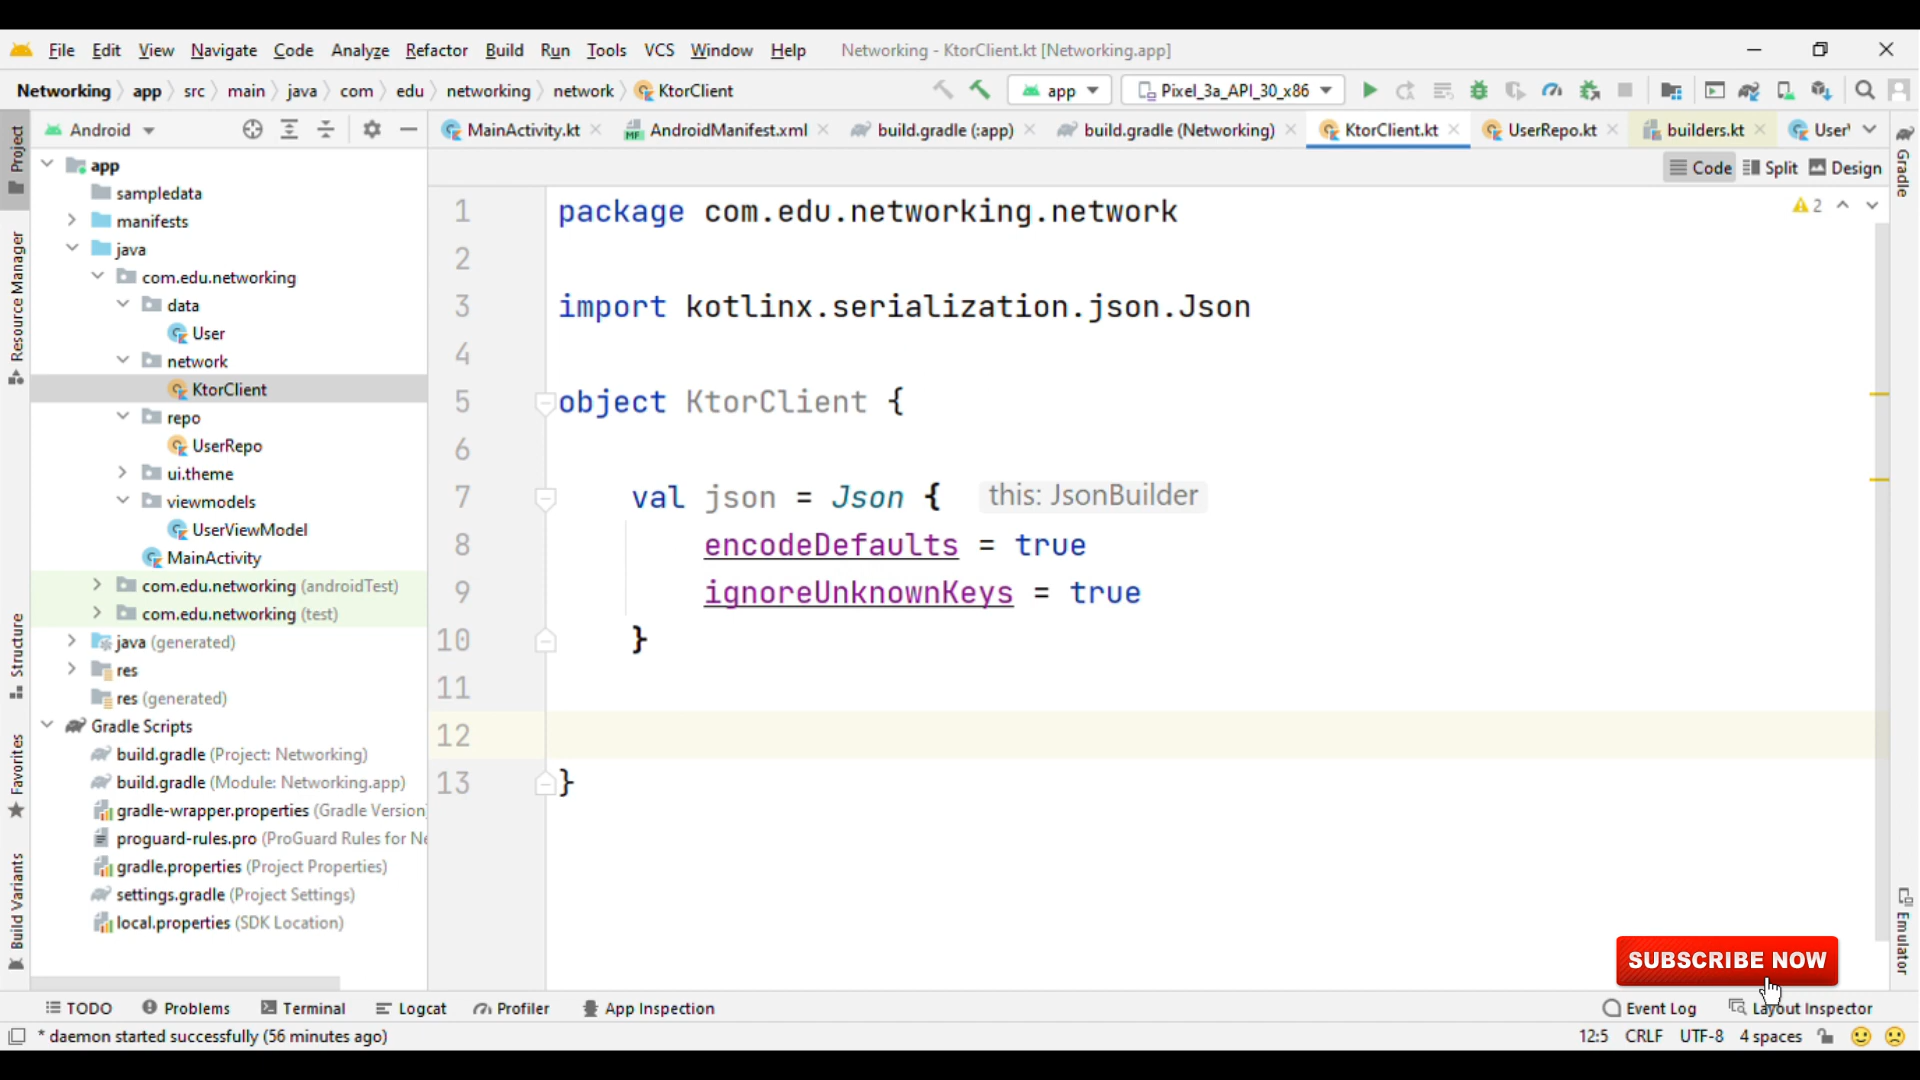 File Edit View Navigate Code Analyze Refactor Build Run Tools VCS Window Help Networking - KtorClient.kt [Networking.app]
Networking app src main java com edu networking network KtorClient app Pixel_3a_API_30_x86
Android MainActivity.kt AndroidManifest.xml build.gradle (:app) build.gradle (Networking) KtorClient.kt UserRepo.kt builders.kt User
Code Split Design
2
Project
Resource Manager
Structure
Favorites
Build Variants
app
sampledata
manifests
java
com.edu.networking
data
User
network
KtorClient
repo
UserRepo
ui.theme
viewmodels
UserViewModel
MainActivity
com.edu.networking (androidTest)
com.edu.networking (test)
java (generated)
res
res (generated)
Gradle Scripts
build.gradle (Project: Networking)
build.gradle (Module: Networking.app)
gradle-wrapper.properties (Gradle Version
proguard-rules.pro (ProGuard Rules for Ne
gradle.properties (Project Properties)
settings.gradle (Project Settings)
local.properties (SDK Location)
1 package com.edu.networking.network
2
3 import kotlinx.serialization.json.Json
4
5 object KtorClient {
6
7 val json = Json { this: JsonBuilder
8 encodeDefaults = true
9 ignoreUnknownKeys = true
10 }
11
12
13 }
Gradle
Emulator
SUBSCRIBE NOW
TODO Problems Terminal Logcat Profiler App Inspection Event Log Layout Inspector
* daemon started successfully (56 minutes ago) 12:5 CRLF UTF-8 4 spaces